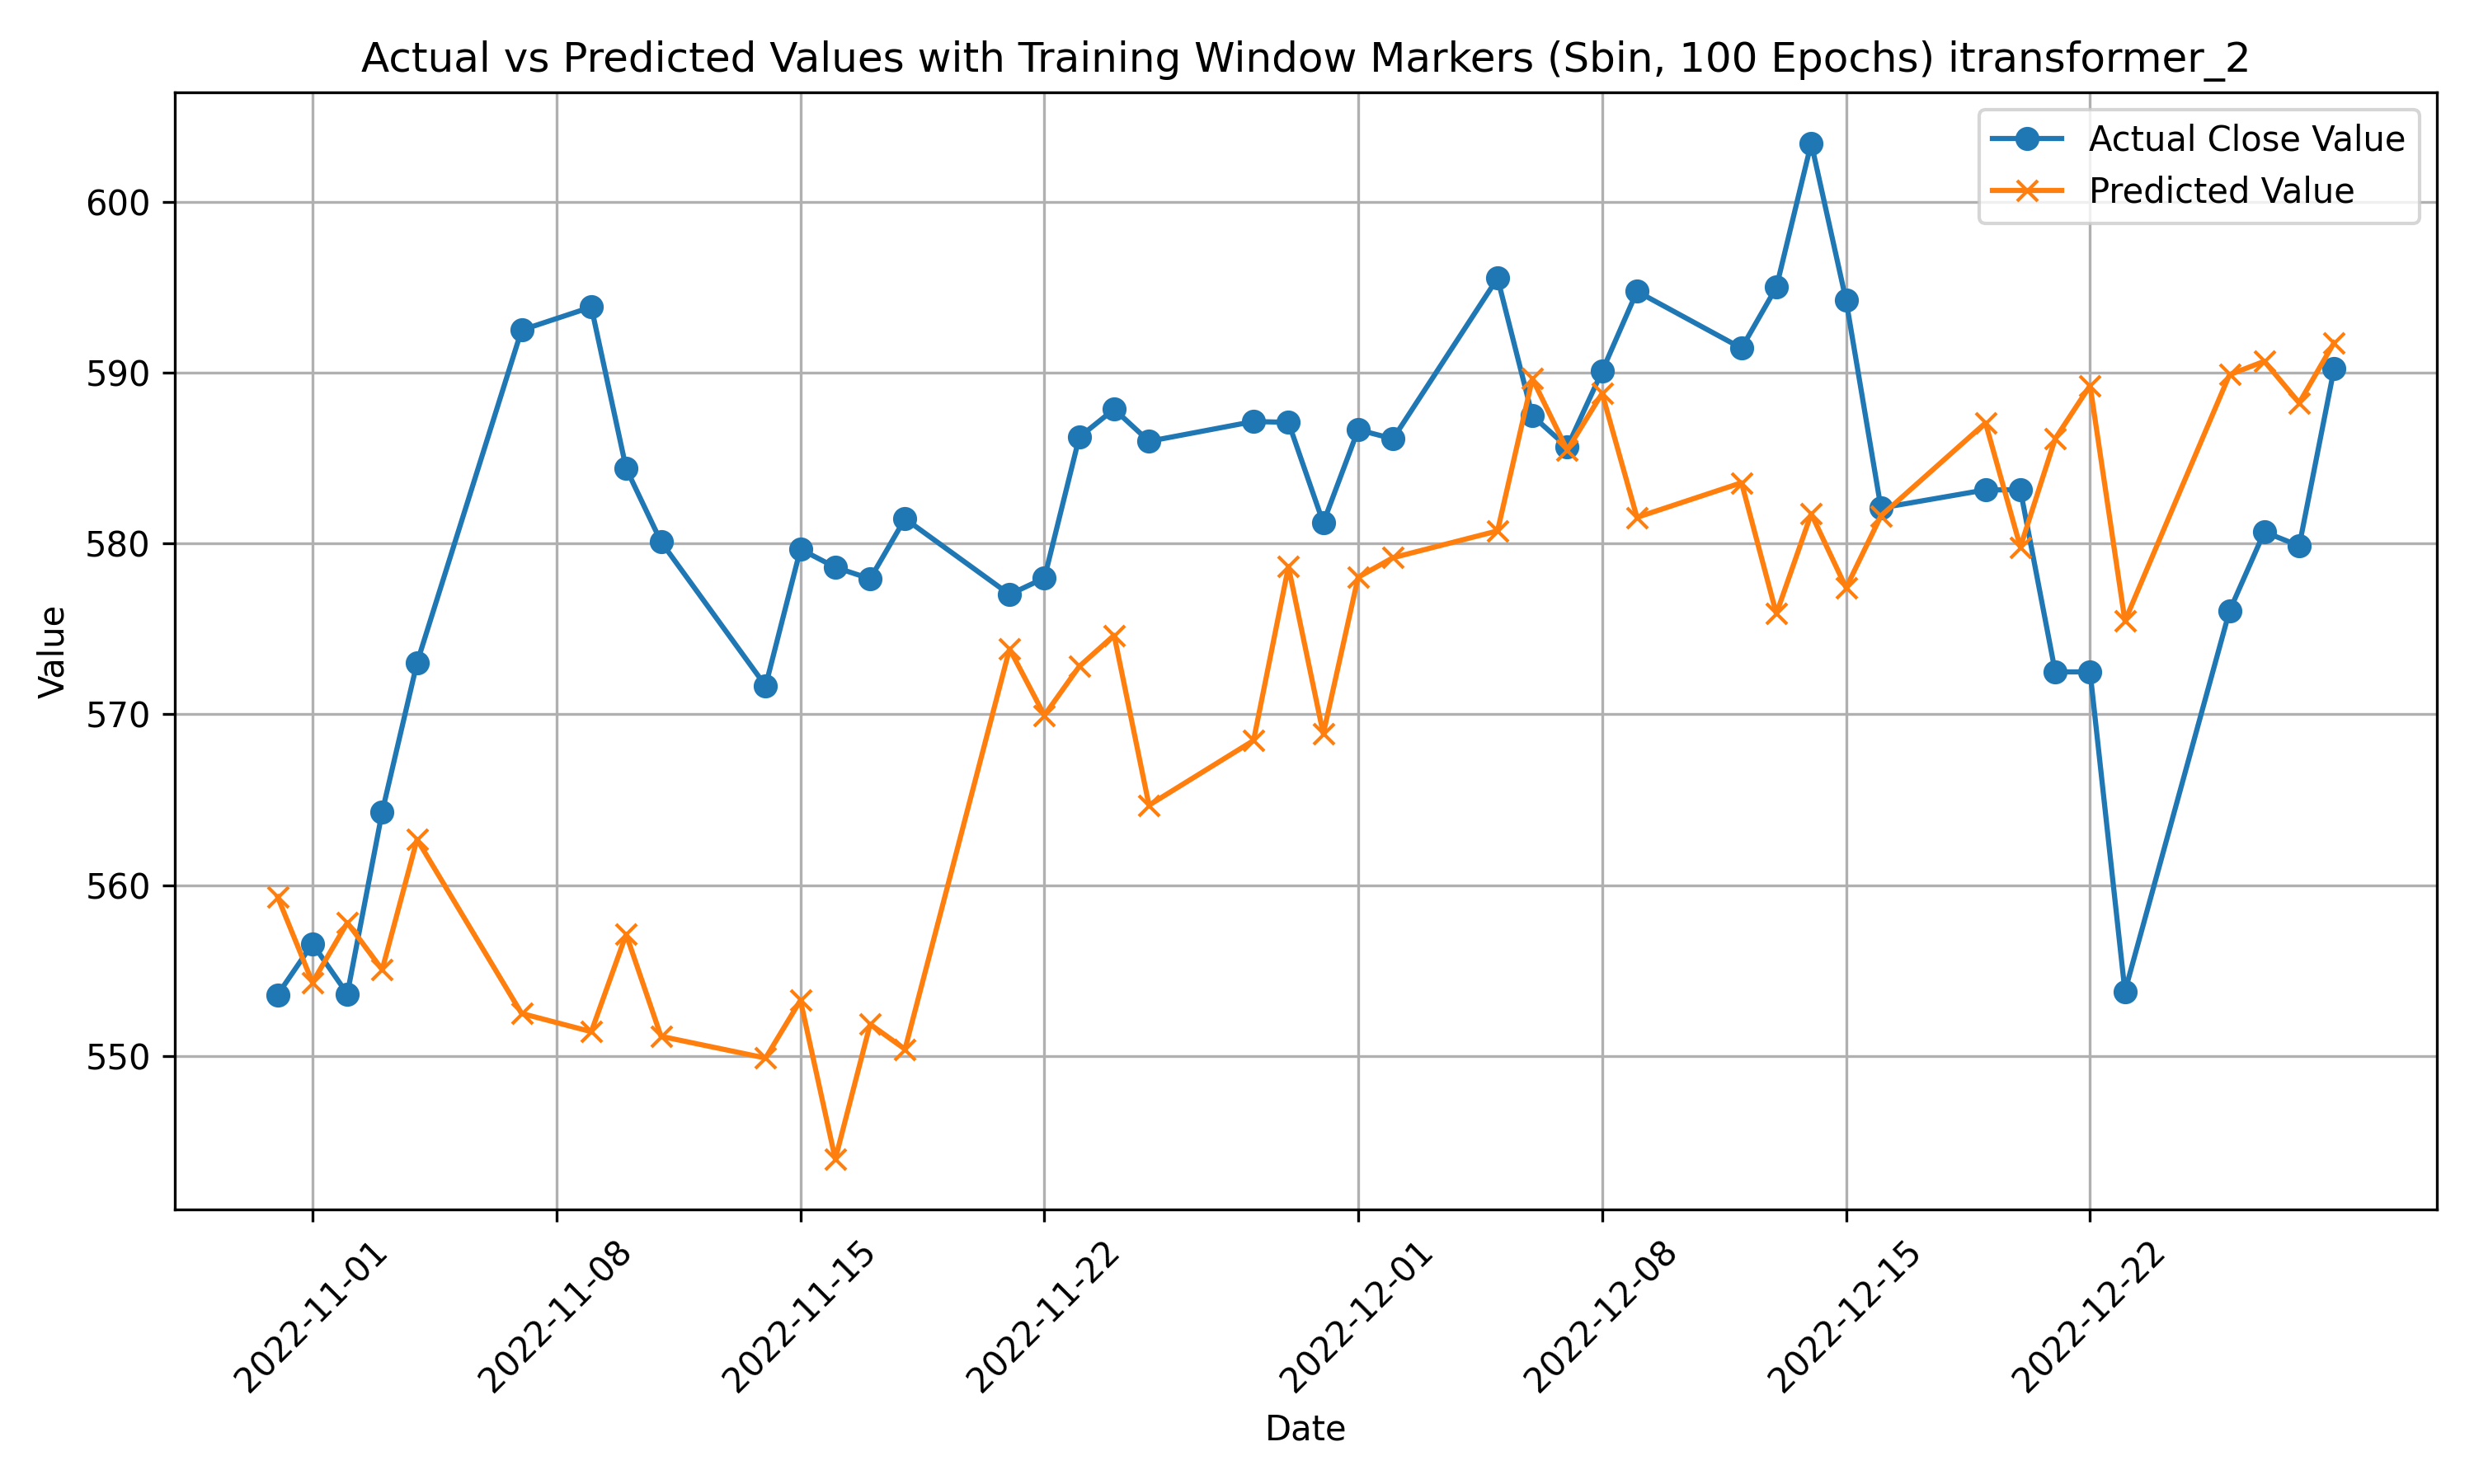 Actual vs Predicted Values with Training Window Markers (Sbin, 100 Epochs) itransformer_2
Actual Close Value
Predicted Value
Value
600
590
580
570
560
550
2022-11-01
2022-11-08
2022-11-15
2022-11-22
2022-12-01
2022-12-08
2022-12-15
2022-12-22
Date